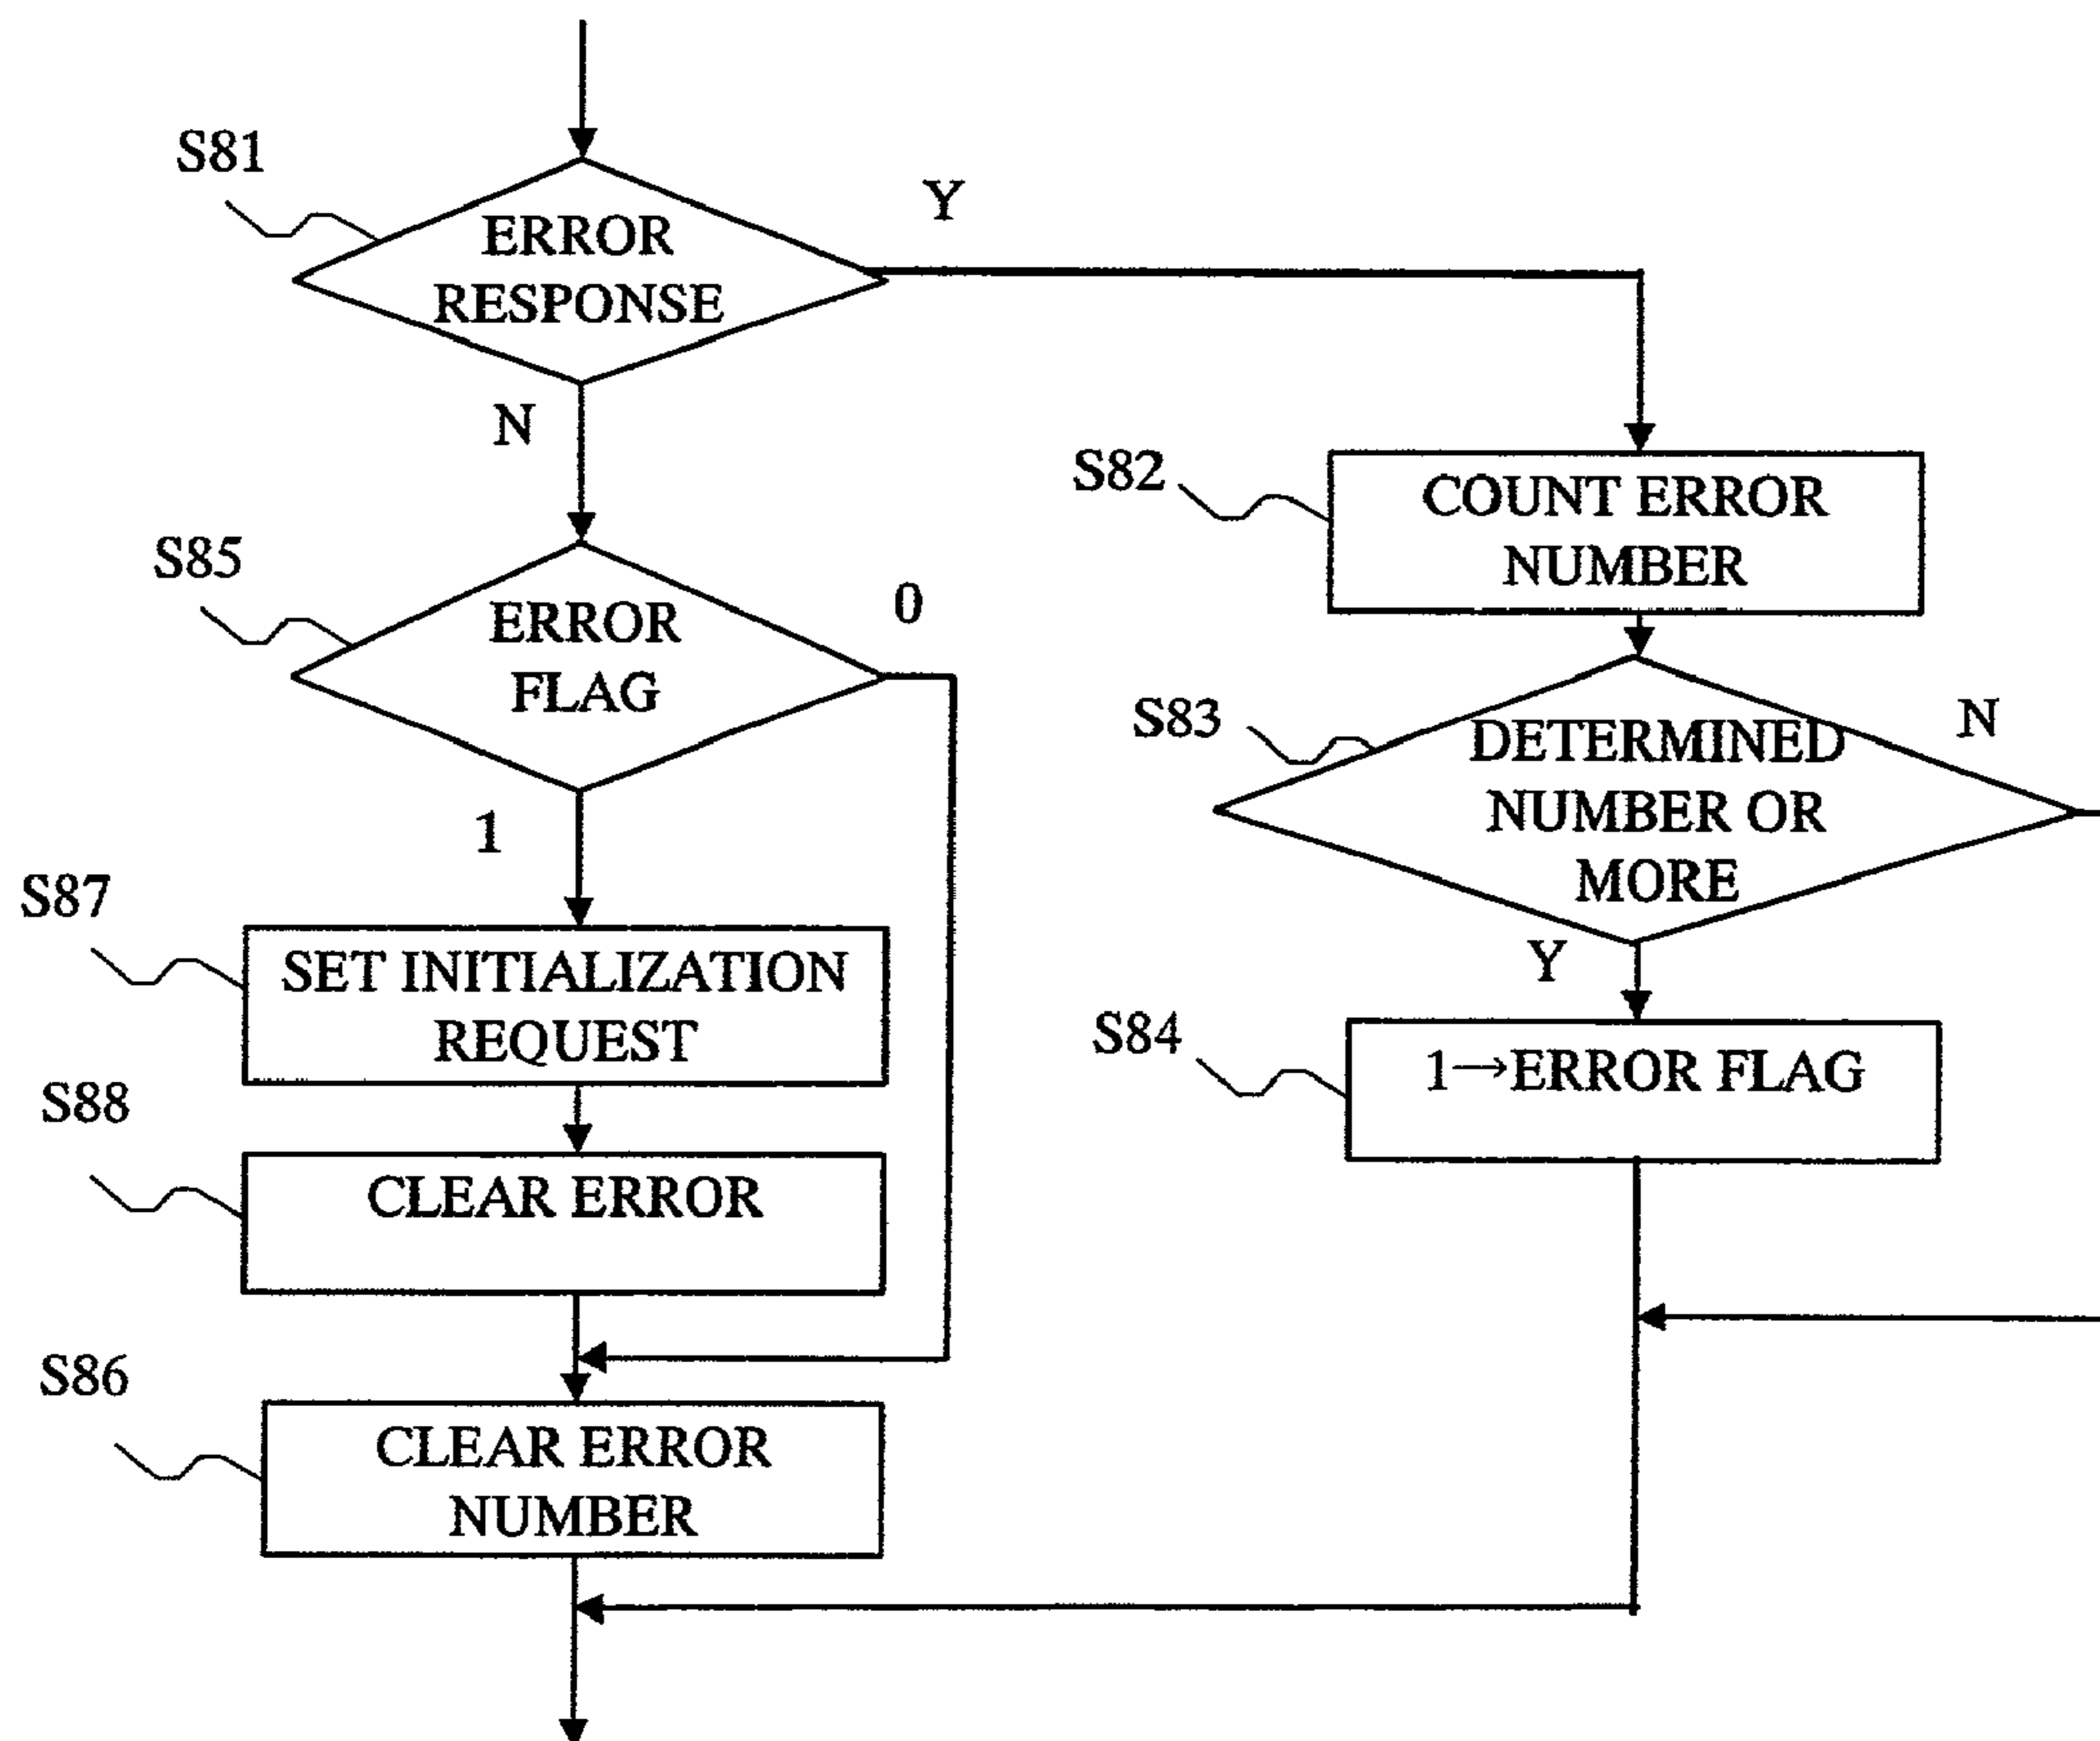 S81
ERROR
RESPONSE
Y
N
S82
COUNT ERROR
NUMBER
S85
ERROR
FLAG
0
1
S83
DETERMINED
NUMBER OR
MORE
N
Y
S87
SET INITIALIZATION
REQUEST
S84
1→ERROR FLAG
S88
CLEAR ERROR
S86
CLEAR ERROR
NUMBER